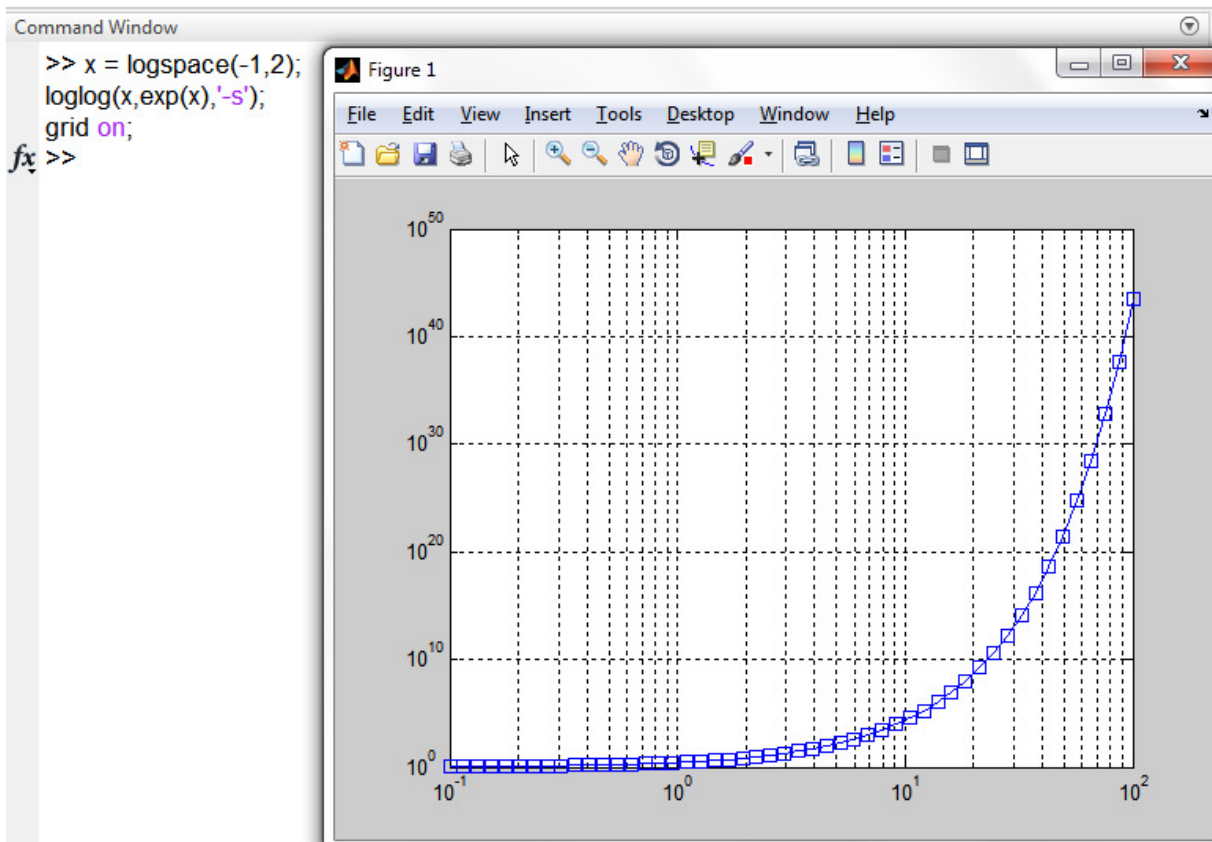 Command Window
>> x = logspace(-1,2);
loglog(x,exp(x),'-s');
grid on;
fx >>
Figure 1
File Edit View Insert Tools Desktop Window Help
10^50
10^40
10^30
10^20
10^10
10^0
10^-1 10^0 10^1 10^2